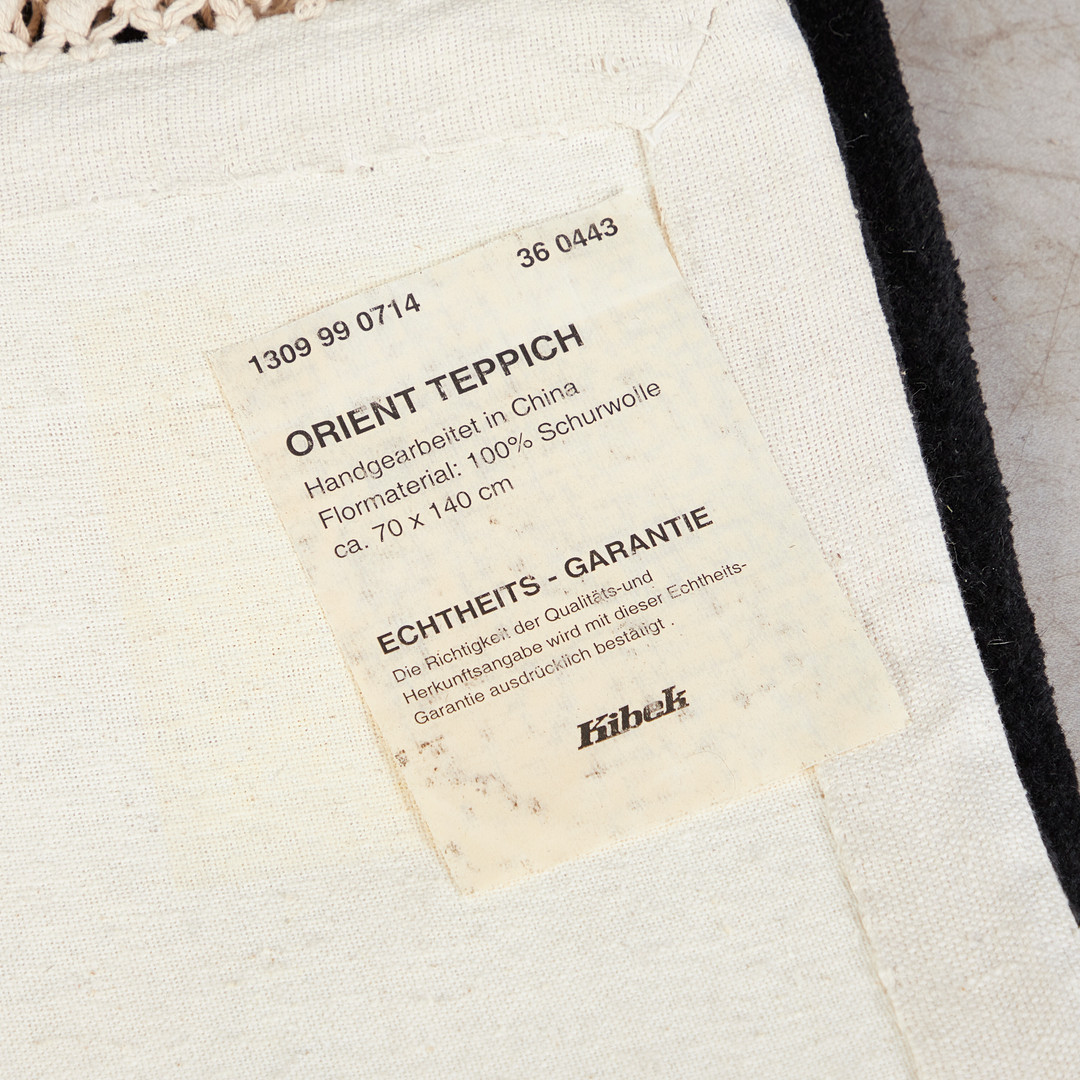 1309 99 0714 36 0443
ORIENT TEPPICH
Handgearbeitet in China
Flormaterial: 100% Schurwolle
ca. 70 x 140 cm
ECHTHEITS - GARANTIE
Die Richtigkeit der Qualitäts-und
Herkunftsangabe wird mit dieser Echtheits-
Garantie ausdrücklich bestätigt .
Kibek